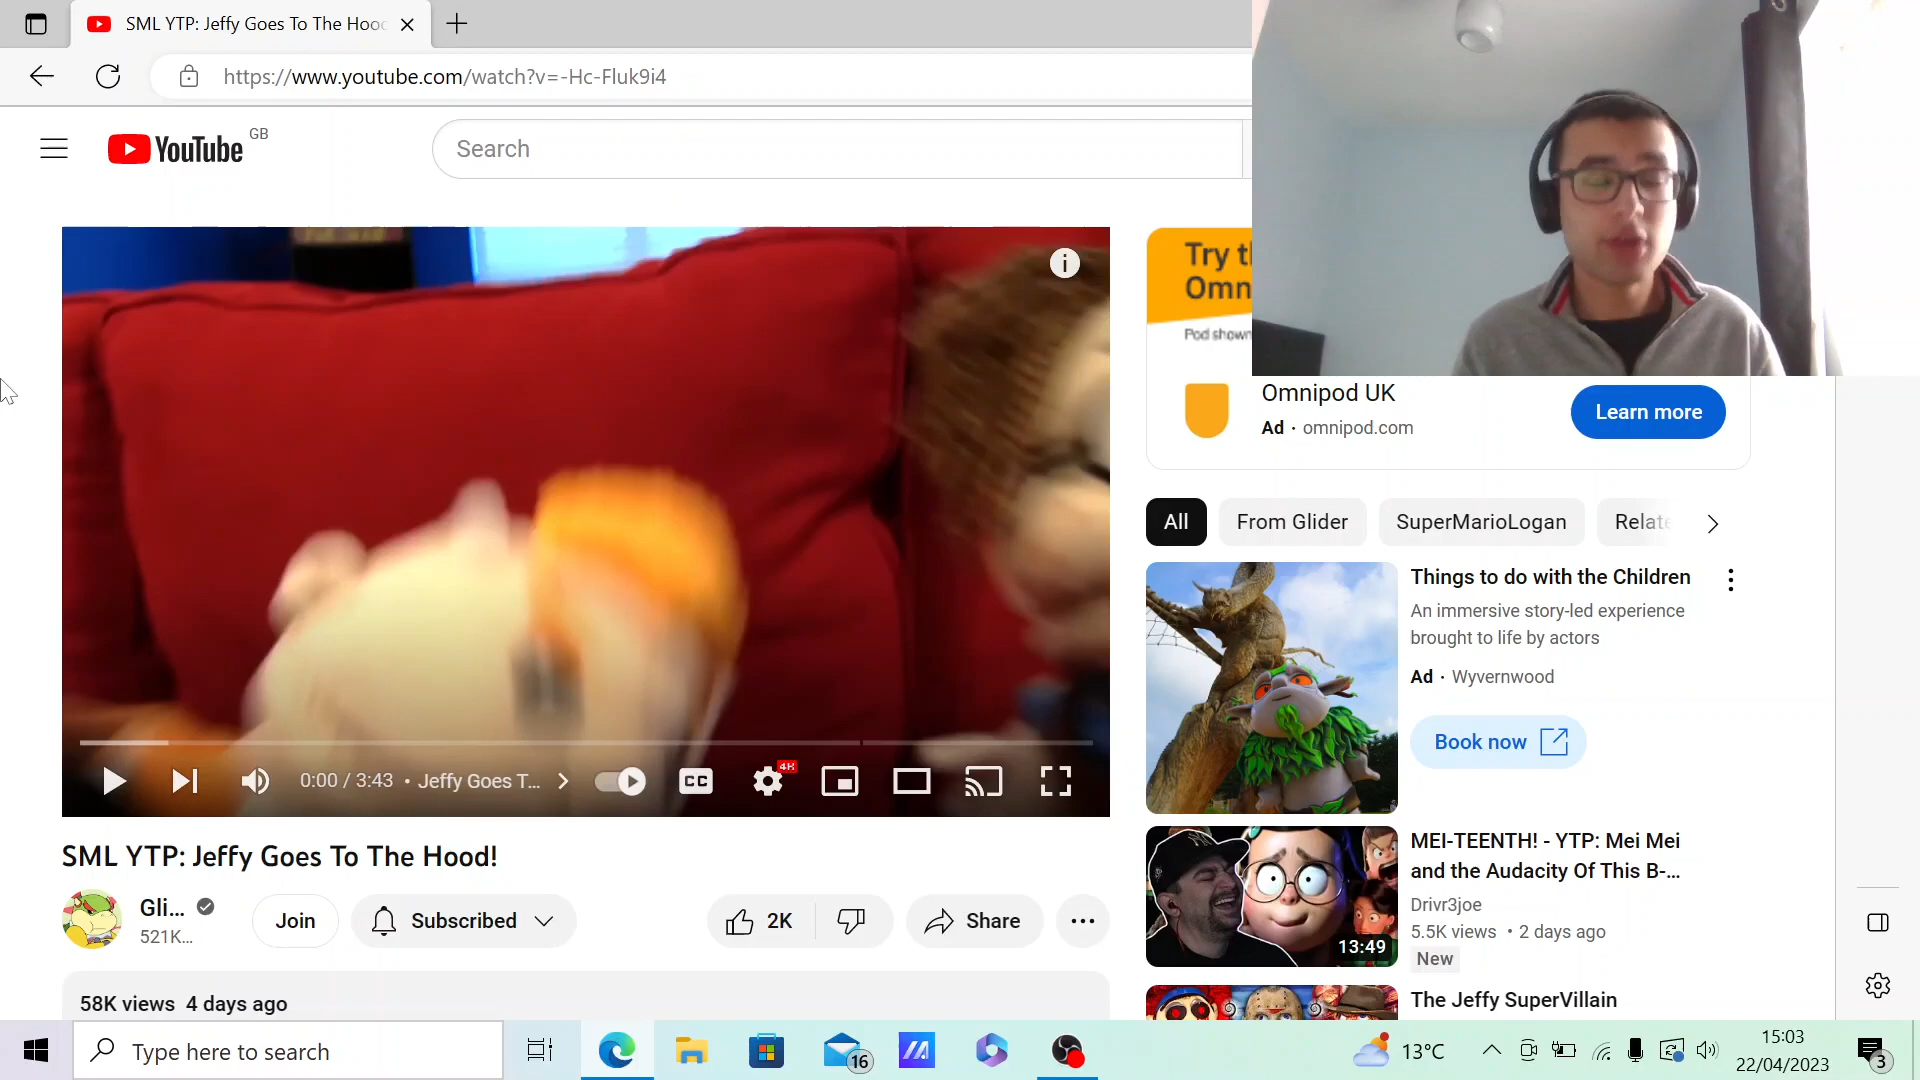 SML YTP: Jeffy Goes To The Hood
https://www.youtube.com/watch?v=-Hc-Fluk9i4
YouTube GB
Search
Try
Pod shown
Omnipod UK
Ad · omnipod.com
Learn more
All
From Glider
SuperMarioLogan
Things to do with the Children
An immersive story-led experience
brought to life by actors
Ad · Wyvernwood
Book now
0:00 / 3:43 • Jeffy Goes T...
CC
4K
SML YTP: Jeffy Goes To The Hood!
Gli...
521K...
Join
Subscribed
2K
Share
58K views 4 days ago
MEI-TEENTH! - YTP: Mei Mei
and the Audacity Of This B-...
Drivr3joe
5.5K views • 2 days ago
New
13:49
The Jeffy SuperVillain
Type here to search
16
13°C
15:03
22/04/2023
3